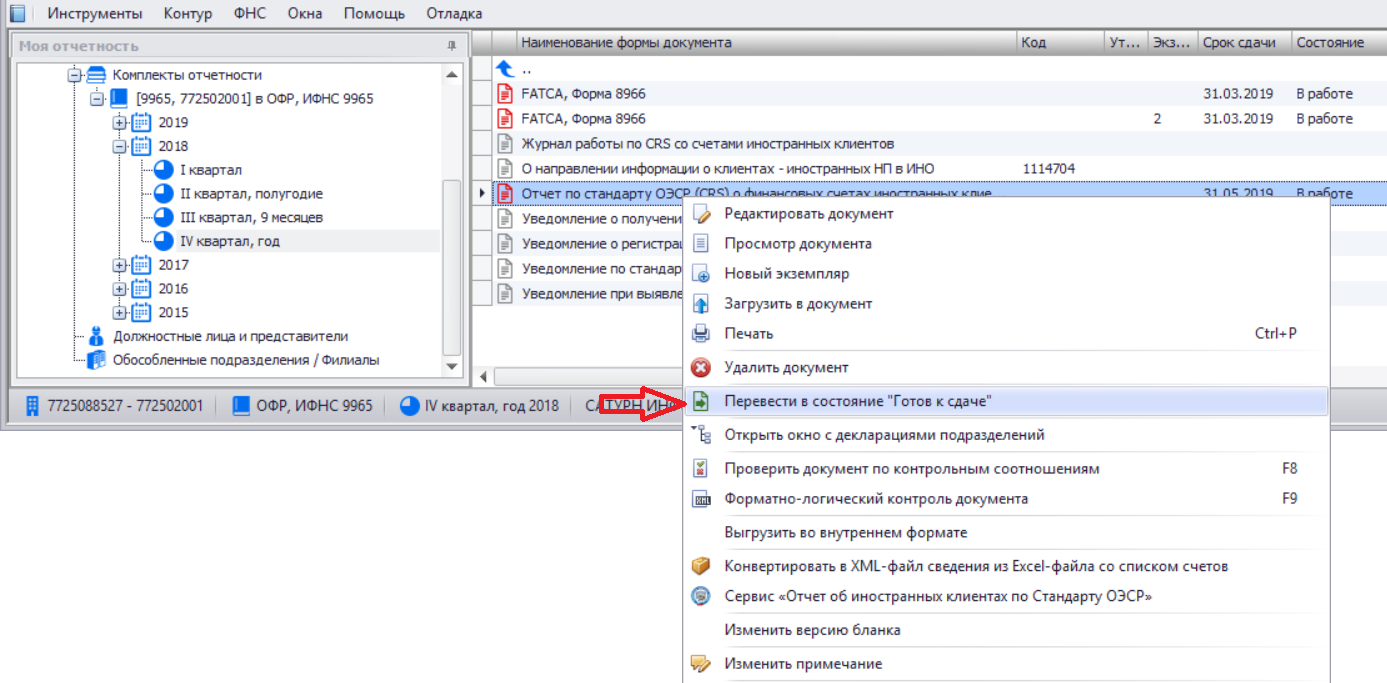 Инструменты Контур ФНС Окна Помощь Отладка
Моя отчетность
Комплекты отчетности
[9965, 772502001] в ОФР, ИФНС 9965
2019
2018
I квартал
II квартал, полугодие
III квартал, 9 месяцев
IV квартал, год
2017
2016
2015
Должностные лица и представители
Обособленные подразделения / Филиалы
Наименование формы документа Код Ут... Экз... Срок сдачи Состояние
..
FATCA, Форма 8966 31.03.2019 В работе
FATCA, Форма 8966 2 31.03.2019 В работе
Журнал работы по CRS со счетами иностранных клиентов
О направлении информации о клиентах - иностранных НП в ИНО 1114704
Отчет по стандарту ОЭСР (CRS) о финансовых счетах иностранных клие 31.05.2019 В работе
Уведомление о получени
Уведомление о регистрац
Уведомление по стандар
Уведомление при выявле
Редактировать документ
Просмотр документа
Новый экземпляр
Загрузить в документ
Печать Ctrl+P
Удалить документ
Перевести в состояние "Готов к сдаче"
Открыть окно с декларациями подразделений
Проверить документ по контрольным соотношениям F8
Форматно-логический контроль документа F9
Выгрузить во внутреннем формате
Конвертировать в XML-файл сведения из Excel-файла со списком счетов
Сервис «Отчет об иностранных клиентах по Стандарту ОЭСР»
Изменить версию бланка
Изменить примечание
7725088527 - 772502001 ОФР, ИФНС 9965 IV квартал, год 2018 САТУРН ИНО